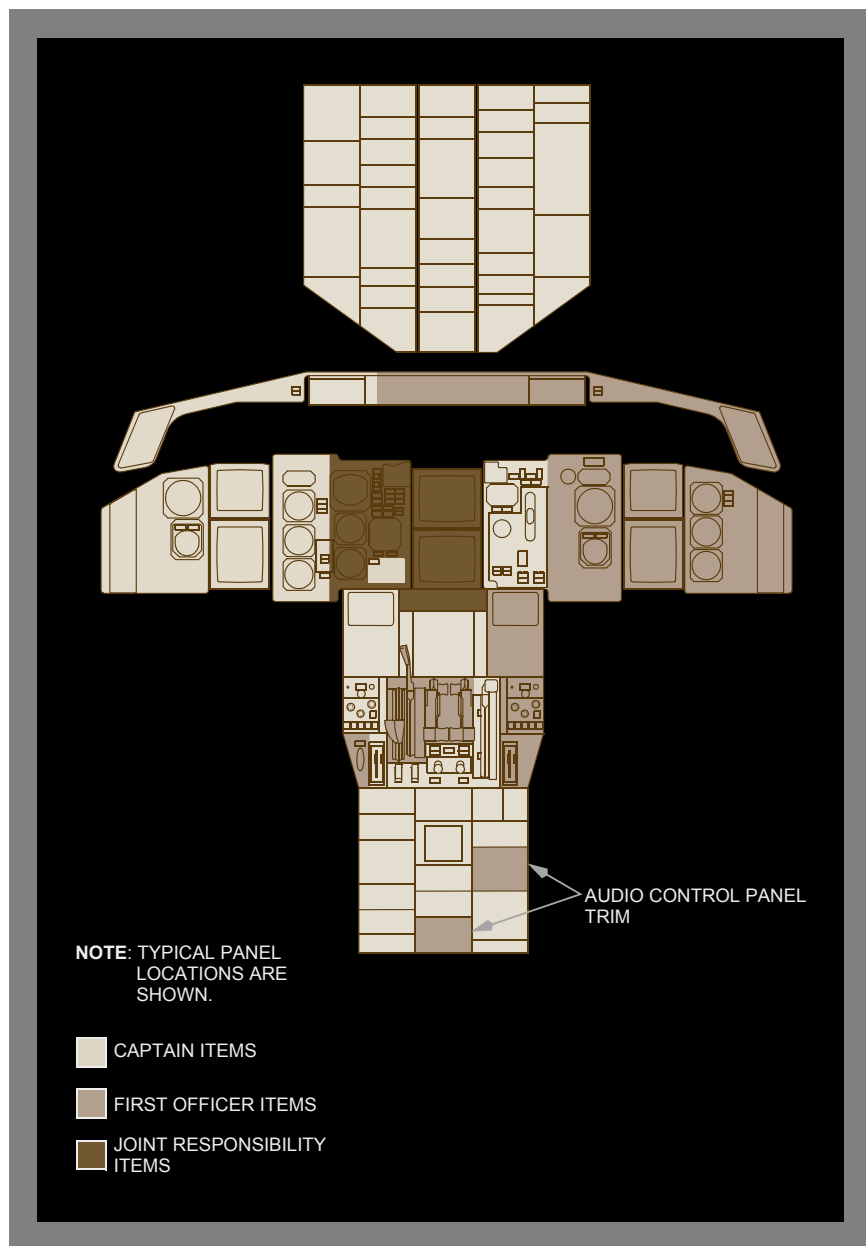 AUDIO CONTROL PANEL
TRIM
NOTE: TYPICAL PANEL
LOCATIONS ARE
SHOWN.
CAPTAIN ITEMS
FIRST OFFICER ITEMS
JOINT RESPONSIBILITY
ITEMS